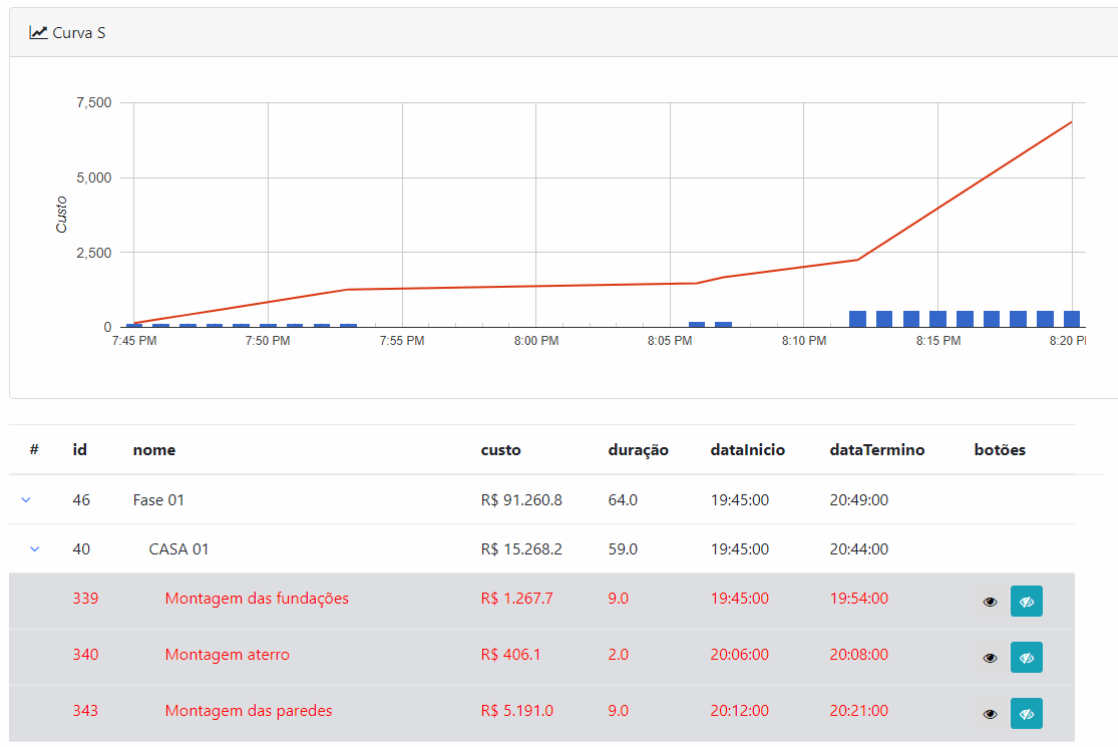 Curva S
7,500
5,000
2,500
0
Custo
7:45 PM 7:50 PM 7:55 PM 8:00 PM 8:05 PM 8:10 PM 8:15 PM 8:20 P
# id nome custo duração dataInicio dataTermino botões
46 Fase 01 R$ 91.260.8 64.0 19:45:00 20:49:00
40 CASA 01 R$ 15.268.2 59.0 19:45:00 20:44:00
339 Montagem das fundações R$ 1.267.7 9.0 19:45:00 19:54:00
340 Montagem aterro R$ 406.1 2.0 20:06:00 20:08:00
343 Montagem das paredes R$ 5.191.0 9.0 20:12:00 20:21:00